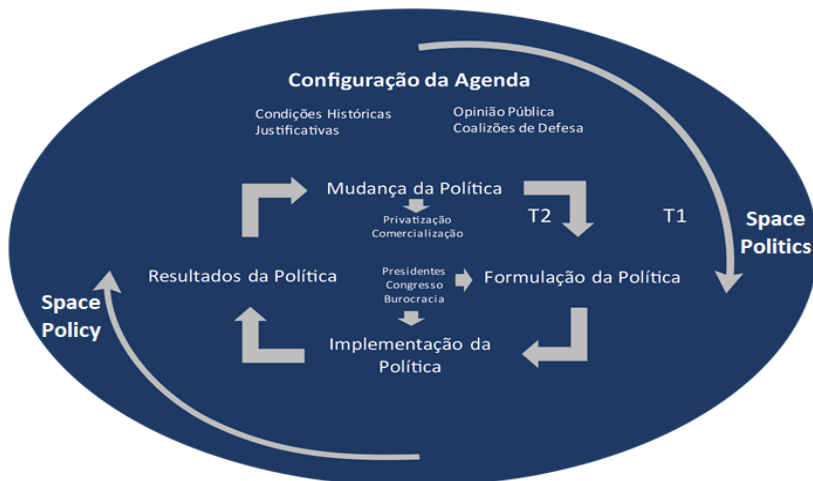 Configuração da Agenda
Condições Históricas
Justificativas
Opinião Pública
Coalizões de Defesa
Mudança da Política
Privatização
Comercialização
T2
T1
Space
Politics
Resultados da Política
Presidentes
Congresso
Burocracia
Formulação da Política
Space
Policy
Implementação da
Política